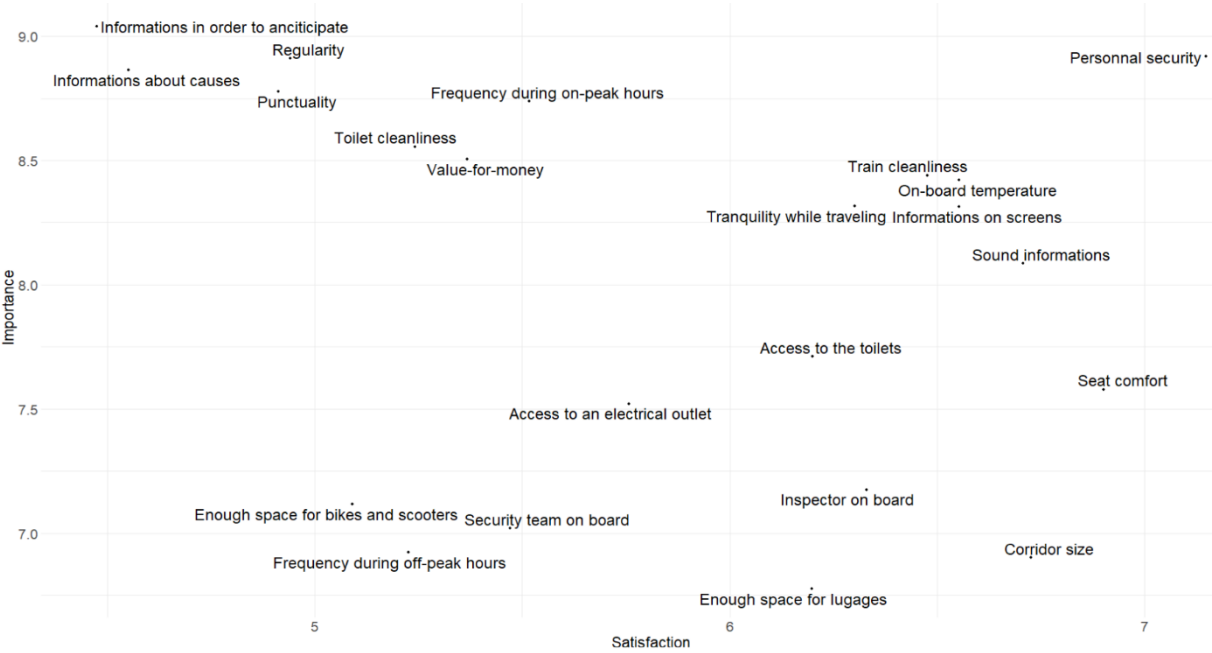 Informations in order to anciticipate
9.0
Regularity
Personnal security
Informations about causes
Frequency during on-peak hours
Punctuality
Toilet cleanliness
8.5
Value-for-money
Train cleanliness
On-board temperature
Tranquility while traveling
Informations on screens
Sound informations
8.0
Importance
Access to the toilets
Seat comfort
7.5
Access to an electrical outlet
Inspector on board
Enough space for bikes and scooters
Security team on board
7.0
Corridor size
Frequency during off-peak hours
Enough space for lugages
5
6
7
Satisfaction